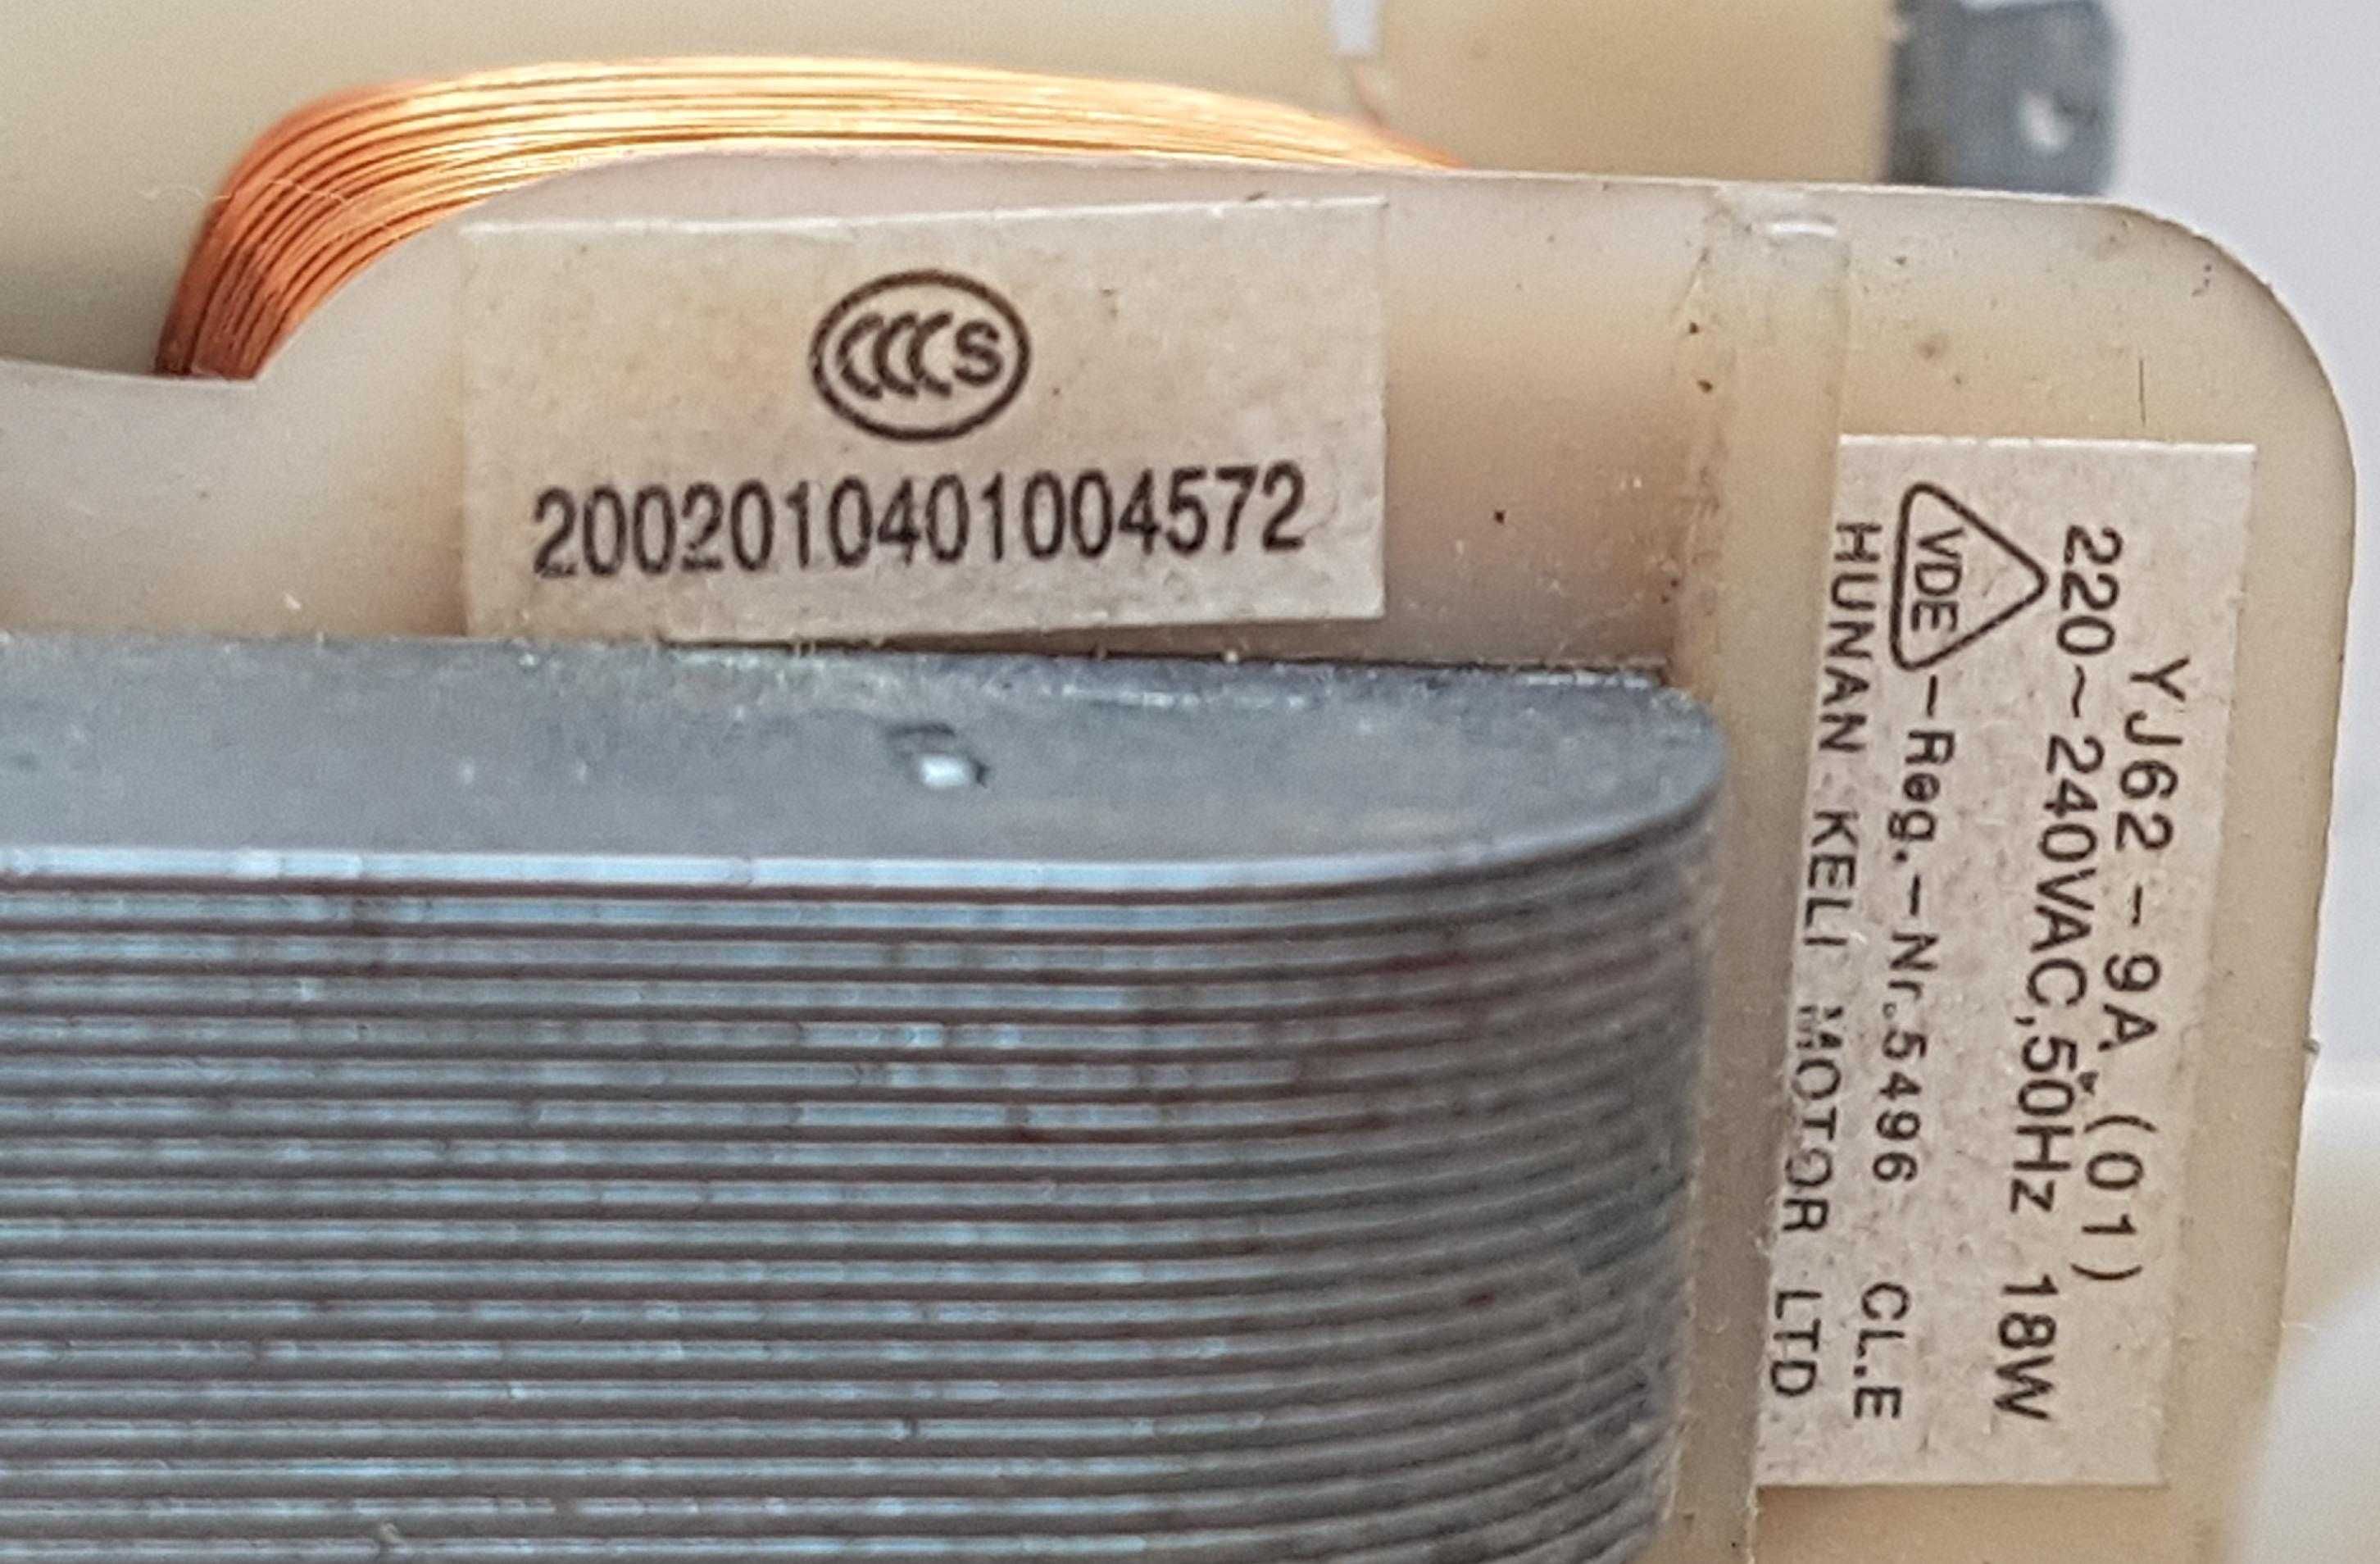 CCCS
2002010401004572
YJ62-9A (01)
220~240VAC,50Hz 18W
VDE-Reg.-Nr.5496 CL.E
HUNAN KELI MOTOR LTD